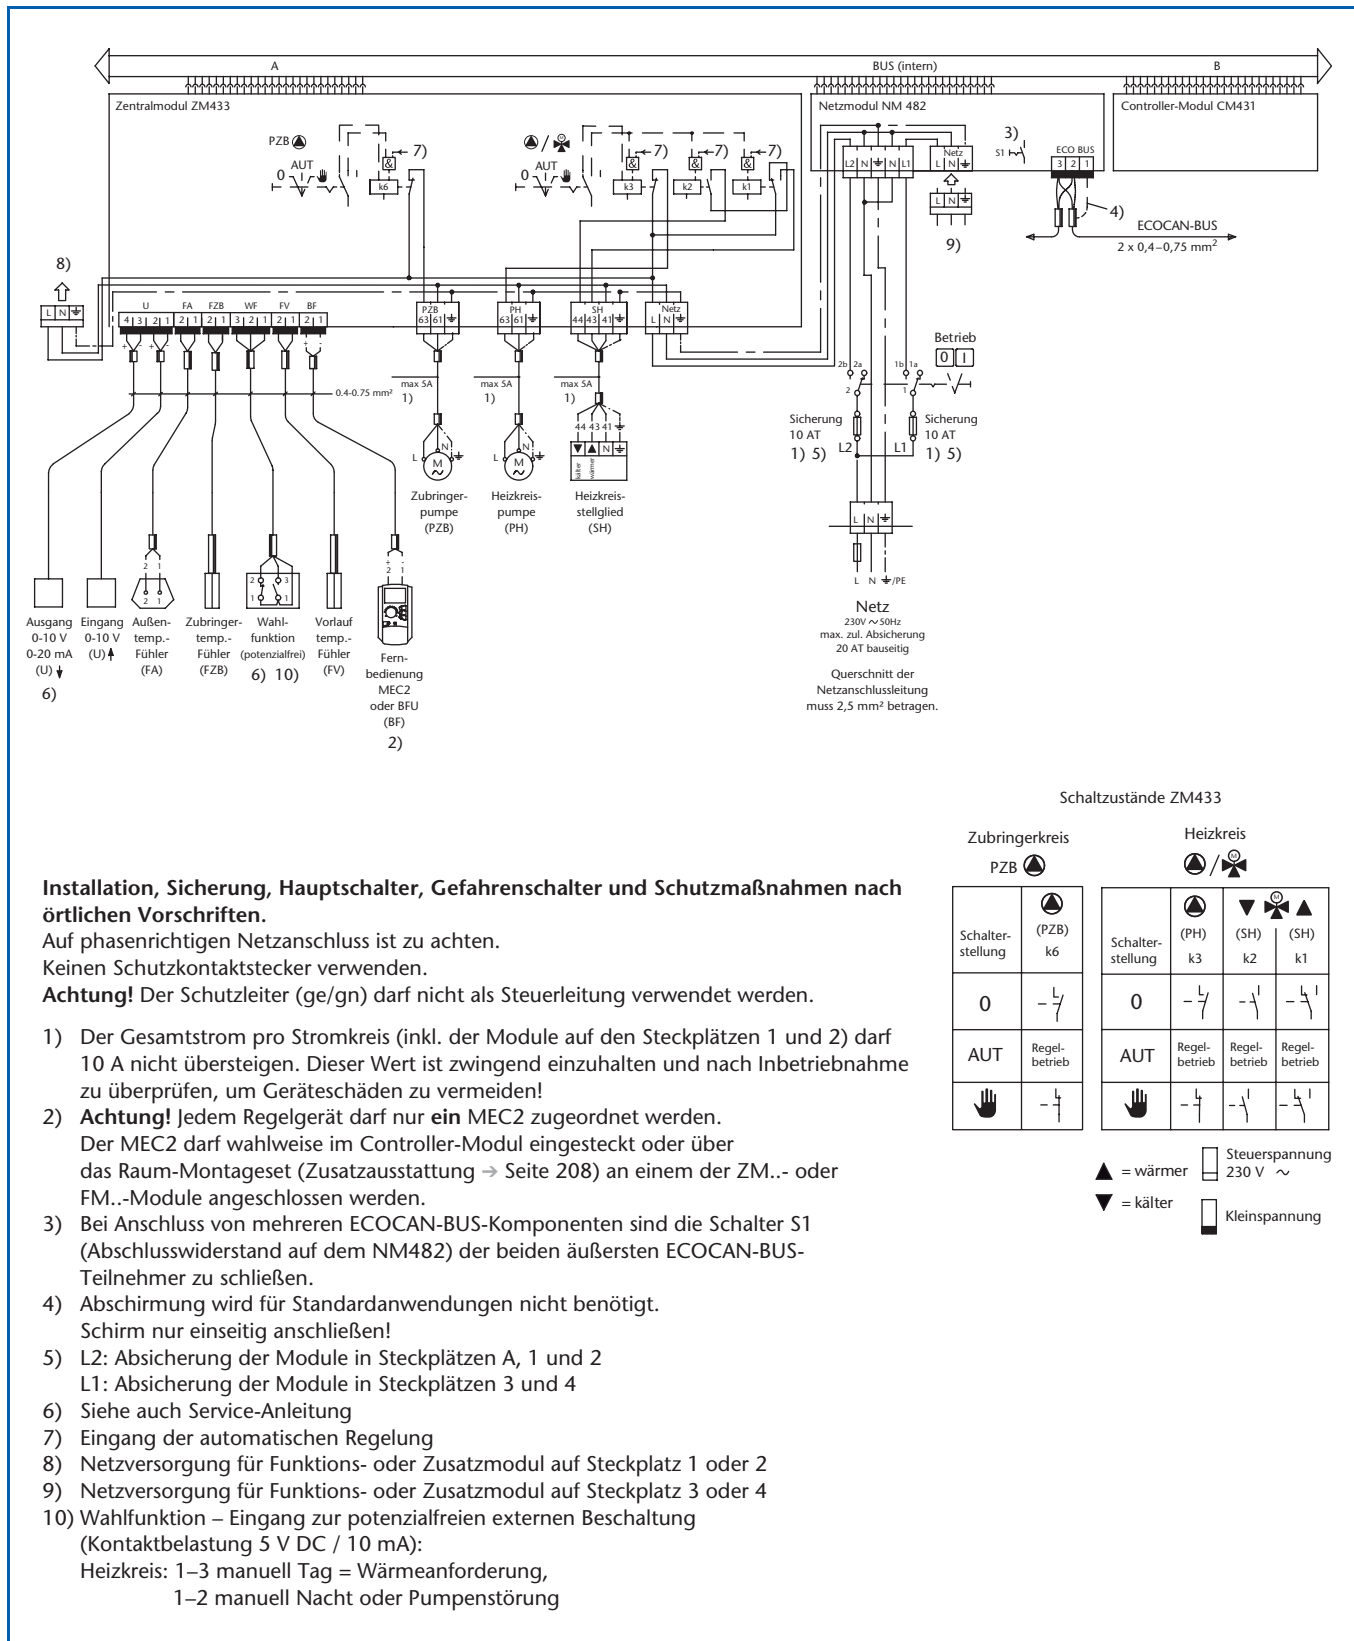 A BUS (intern) B
Zentralmodul ZM433 Netzmodul NM 482 Controller-Modul CM431
PZB
AUT
0
7)
&
k6
/
M
AUT
0
7) 7) 7)
& & &
k3 k2 k1
L2 N N L1
Netz
L N
L N
9)
3)
S1
ECO BUS
3 2 1
4)
ECOCAN-BUS
2 x 0,4–0,75 mm²
8)
L N
U FA FZB WF FV BF
4 3 2 1 2 1 2 1 3 2 1 2 1 2 1
+ - + - + -
PZB PH SH Netz
63 61 63 61 44 43 41 L N
0.4-0.75 mm²
max 5A max 5A max 5A
1) 1) 1)
44 43 41
N
kälter wärmer
L N L N
M M
Zubringer-
pumpe
(PZB)
Heizkreis-
pumpe
(PH)
Heizkreis-
stellglied
(SH)
Betrieb
0 I
2b 2a 1b 1a
2 1
Sicherung
10 AT
1) 5)
L2 L1
Sicherung
10 AT
1) 5)
L N
L N /PE
Netz
230V ~ 50Hz
max. zul. Absicherung
20 AT bauseitig
Querschnitt der
Netzanschlussleitung
muss 2,5 mm² betragen.
2 1
2 1
2 3
1 1
+ -
2 1
Ausgang
0-10 V
0-20 mA
(U)
6)
Eingang
0-10 V
(U)
Außen-
temp.-
Fühler
(FA)
Zubringer-
temp.-
Fühler
(FZB)
Wahl-
funktion
(potenzialfrei)
6) 10)
Vorlauf
temp.-
Fühler
(FV)
Fern-
bedienung
MEC2
oder BFU
(BF)
2)
Schaltzustände ZM433
Zubringerkreis Heizkreis
PZB
/
M
Schalter-
stellung
(PZB)
k6
0
AUT Regel-
betrieb
Schalter-
stellung
M
(PH) (SH) (SH)
k3 k2 k1
0
AUT Regel-
betrieb Regel-
betrieb Regel-
betrieb
= wärmer
= kälter
Steuerspannung
230 V ~
Kleinspannung
Installation, Sicherung, Hauptschalter, Gefahrenschalter und Schutzmaßnahmen nach
örtlichen Vorschriften.
Auf phasenrichtigen Netzanschluss ist zu achten.
Keinen Schutzkontaktstecker verwenden.
Achtung! Der Schutzleiter (ge/gn) darf nicht als Steuerleitung verwendet werden.
1) Der Gesamtstrom pro Stromkreis (inkl. der Module auf den Steckplätzen 1 und 2) darf
10 A nicht übersteigen. Dieser Wert ist zwingend einzuhalten und nach Inbetriebnahme
zu überprüfen, um Geräteschäden zu vermeiden!
2) Achtung! Jedem Regelgerät darf nur ein MEC2 zugeordnet werden.
Der MEC2 darf wahlweise im Controller-Modul eingesteckt oder über
das Raum-Montageset (Zusatzausstattung → Seite 208) an einem der ZM..- oder
FM..-Module angeschlossen werden.
3) Bei Anschluss von mehreren ECOCAN-BUS-Komponenten sind die Schalter S1
(Abschlusswiderstand auf dem NM482) der beiden äußersten ECOCAN-BUS-
Teilnehmer zu schließen.
4) Abschirmung wird für Standardanwendungen nicht benötigt.
Schirm nur einseitig anschließen!
5) L2: Absicherung der Module in Steckplätzen A, 1 und 2
L1: Absicherung der Module in Steckplätzen 3 und 4
6) Siehe auch Service-Anleitung
7) Eingang der automatischen Regelung
8) Netzversorgung für Funktions- oder Zusatzmodul auf Steckplatz 1 oder 2
9) Netzversorgung für Funktions- oder Zusatzmodul auf Steckplatz 3 oder 4
10) Wahlfunktion – Eingang zur potenzialfreien externen Beschaltung
(Kontaktbelastung 5 V DC / 10 mA):
Heizkreis: 1–3 manuell Tag = Wärmeanforderung,
1–2 manuell Nacht oder Pumpenstörung